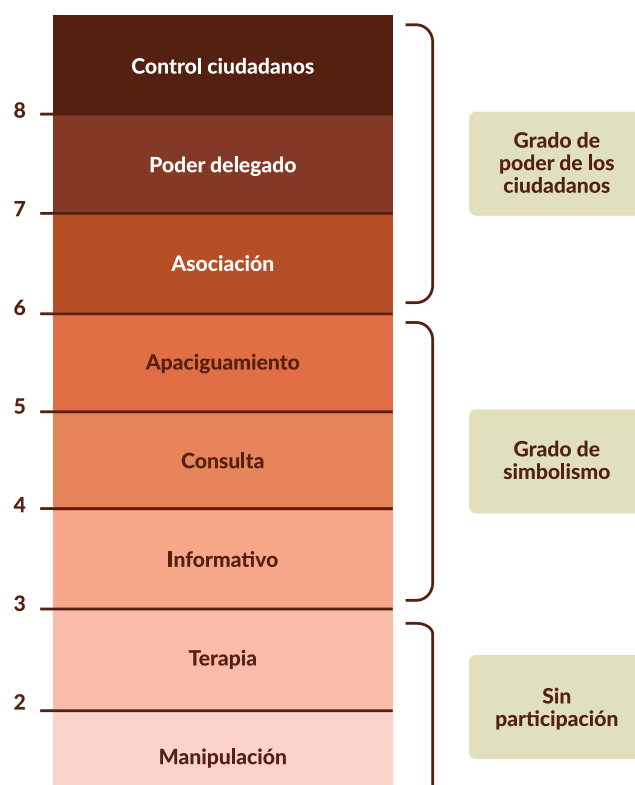 Control ciudadanos
8
Poder delegado
Grado de
poder de los
ciudadanos
7
Asociación
6
Apaciguamiento
5
Consulta
Grado de
simbolismo
4
Informativo
3
Terapia
2
Sin
participación
Manipulación